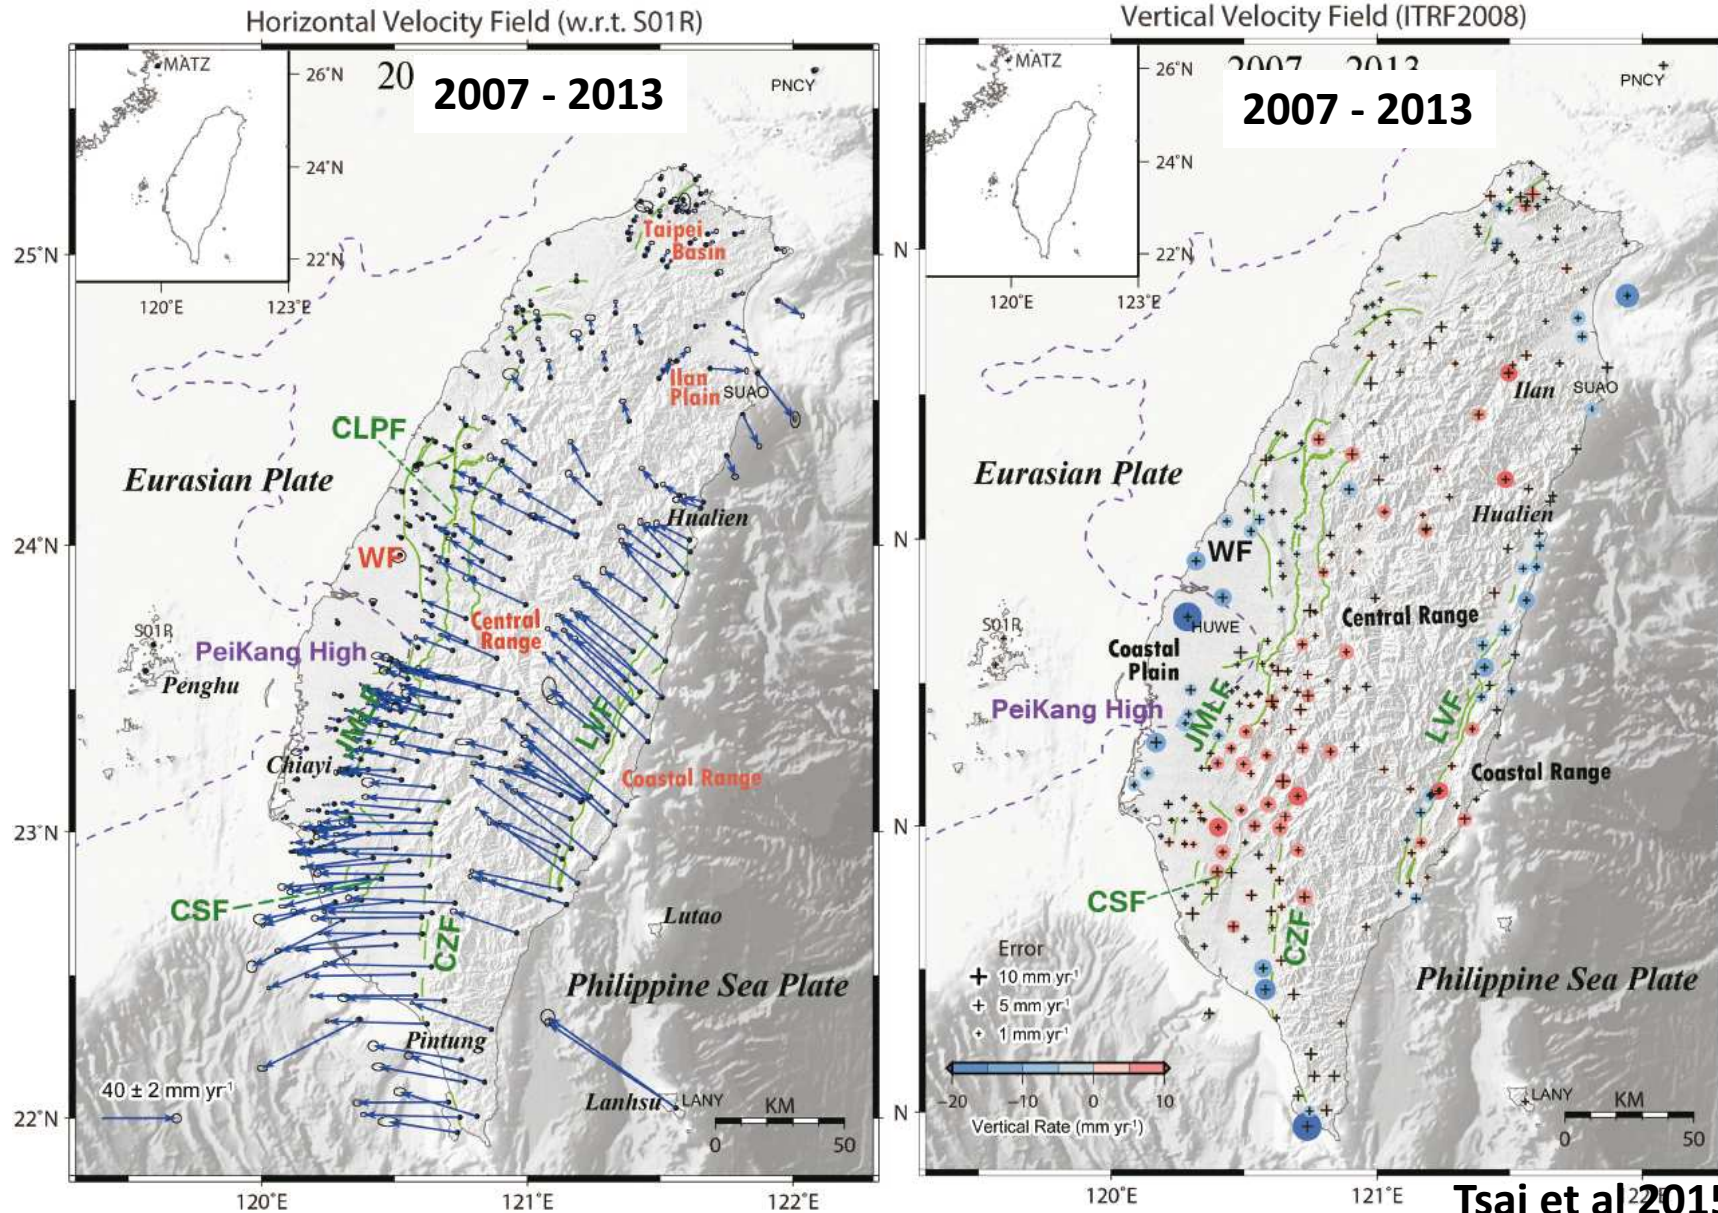 Horizontal Velocity Field (w.r.t. S01R)
MATZ
26°N
24°N
22°N
120°E
123°E
20
2007 - 2013
PNCY
25°N
24°N
23°N
22°N
Taipei
Basin
Ilan
Plain
SUAO
CLPF
Eurasian Plate
Hualien
WF
Central
Range
S01R
PeiKang High
Penghu
JMLF
LVF
Chiayi
Coastal Range
CSF
CZF
Lutao
Philippine Sea Plate
Pintung
40 ± 2 mm yr-1
Lanhsu
LANY
KM
0
50
120°E
121°E
122°E
Vertical Velocity Field (ITRF2008)
MATZ
26°N
24°N
22°N
120°E
123°E
2007 2013
2007 - 2013
PNCY
N
N
N
N
Ilan
SUAO
Eurasian Plate
Hualien
WF
Central Range
HUWE
S01R
Coastal
Plain
Penghu
PeiKang High
JMLF
LVF
Coastal Range
CSF
CZF
Error
10 mm yr-1
5 mm yr-1
1 mm yr-1
Philippine Sea Plate
-20
-10
0
10
Vertical Rate (mm yr-1)
LANY
KM
0
50
120°E
121°E
Tsai et al 2015